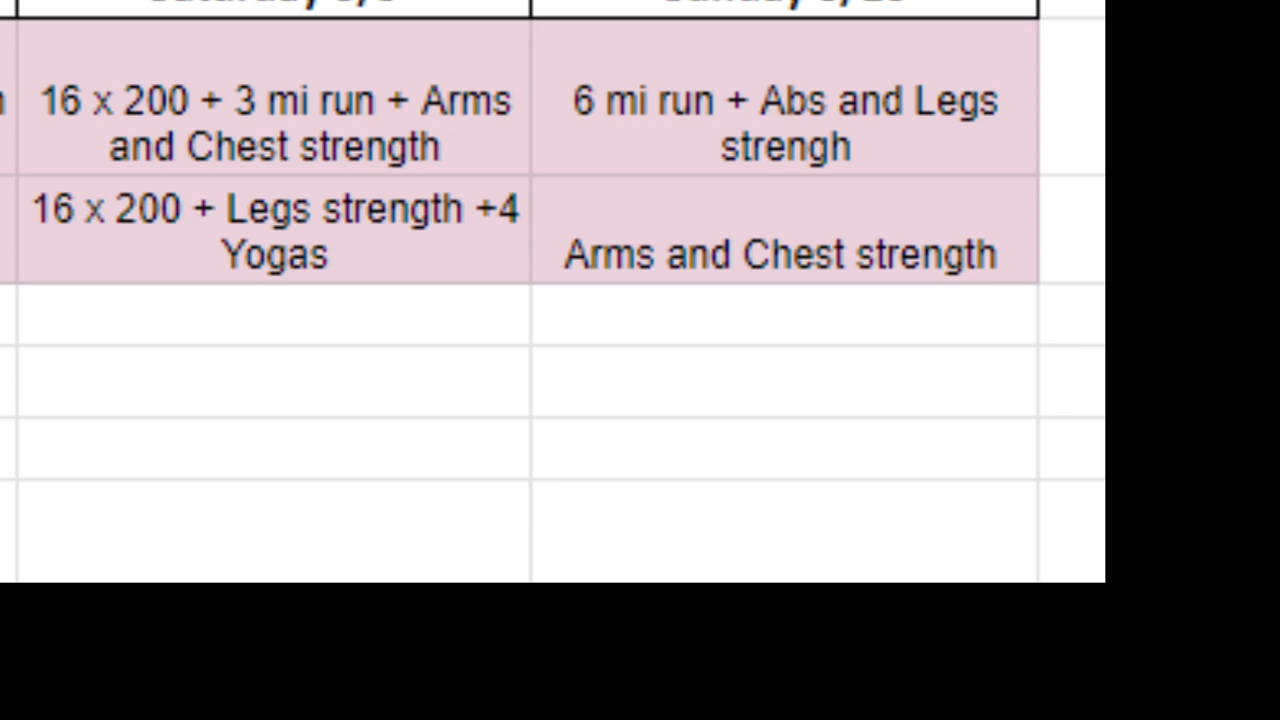 16 x 200 + 3 mi run + Arms
and Chest strength
6 mi run + Abs and Legs
strengh
16 x 200 + Legs strength +4
Yogas
Arms and Chest strength